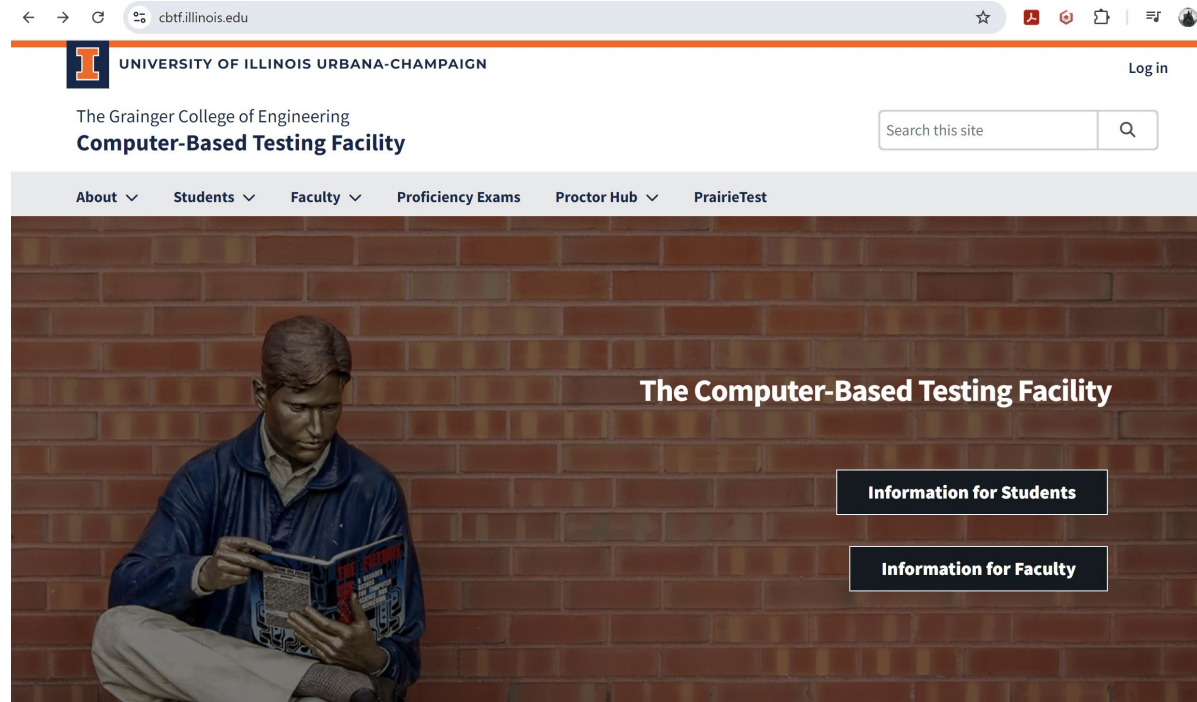 cbtf.illinois.edu
I
UNIVERSITY OF ILLINOIS URBANA-CHAMPAIGN
Log in
The Grainger College of Engineering
Computer-Based Testing Facility
Search this site
About
Students
Faculty
Proficiency Exams
Proctor Hub
PrairieTest
The Computer-Based Testing Facility
Information for Students
Information for Faculty
THE FUTURE